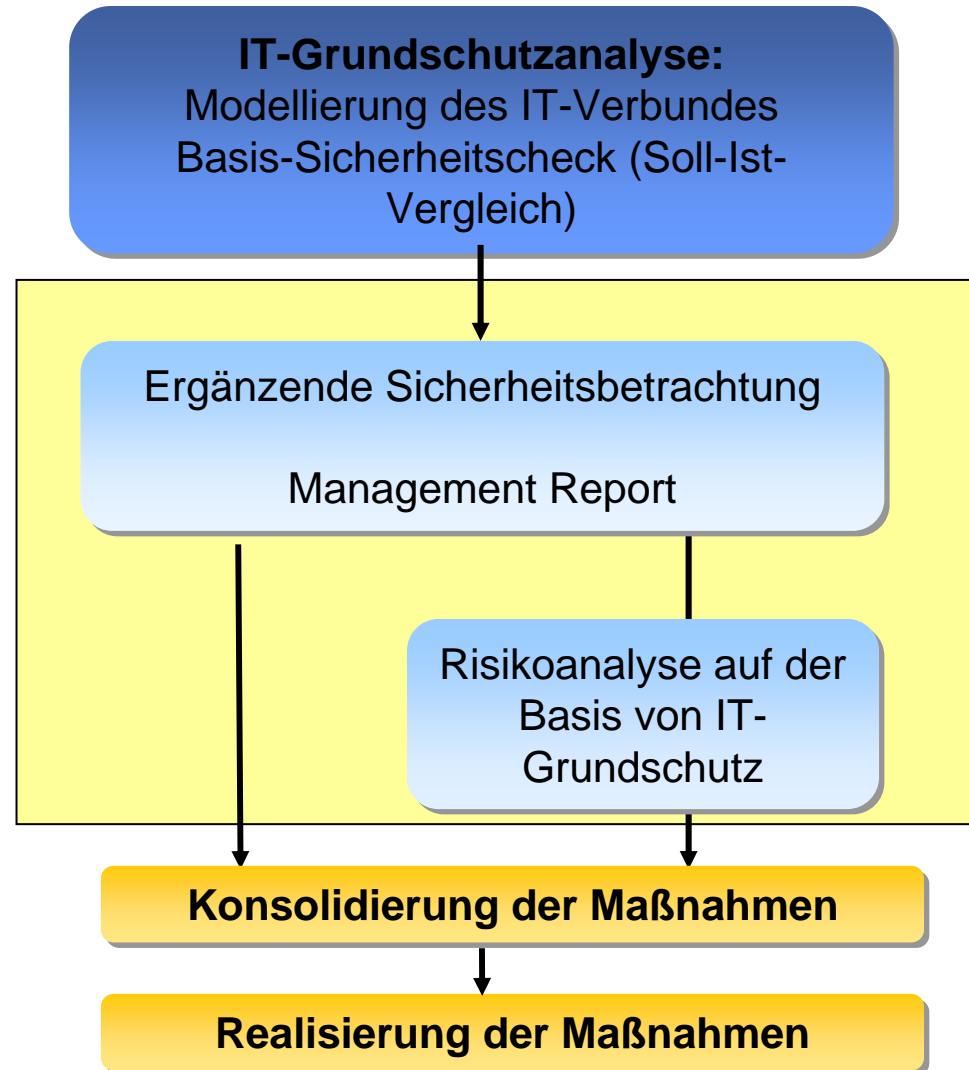 IT-Grundschutzanalyse:
Modellierung des IT-Verbundes
Basis-Sicherheitscheck (Soll-Ist-
Vergleich)
Ergänzende Sicherheitsbetrachtung
Management Report
Risikoanalyse auf der
Basis von IT-
Grundschutz
Konsolidierung der Maßnahmen
Realisierung der Maßnahmen